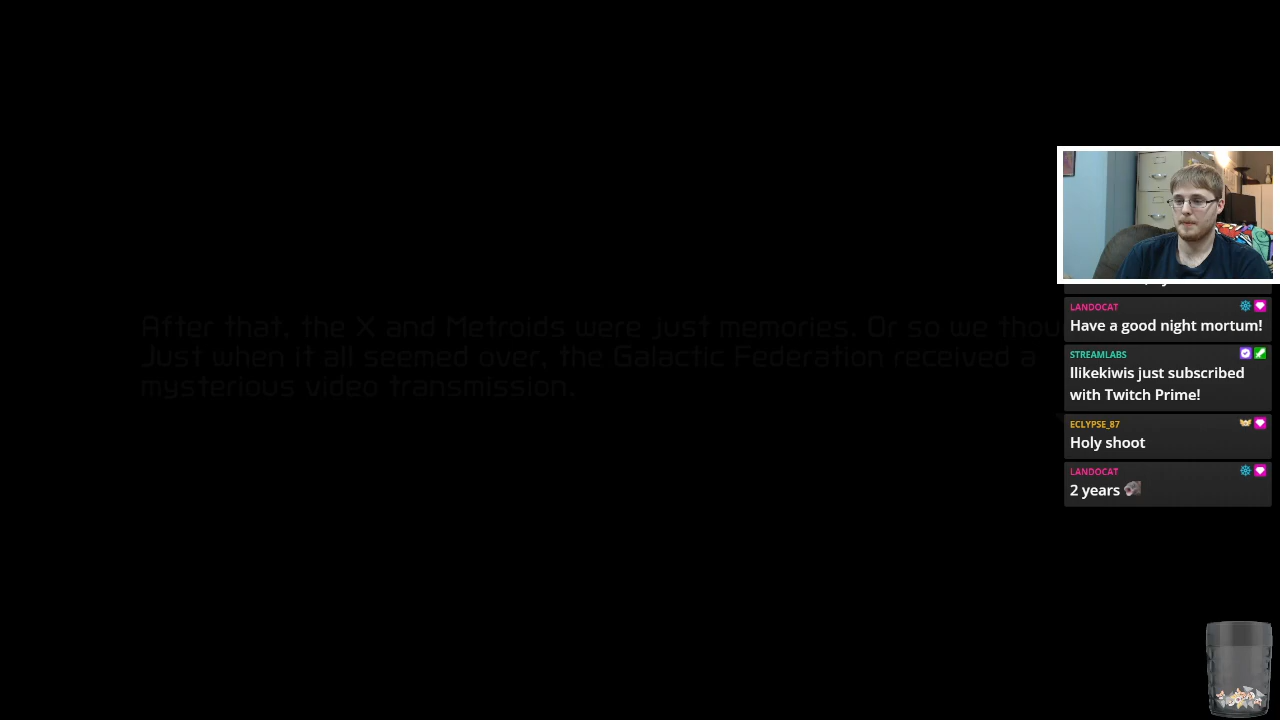 After that, the X and Metroids were just memories. Or so we thou
Just when it all seemed over, the Galactic Federation received a
mysterious video transmission.
LANDOCAT
Have a good night mortum!
STREAMLABS
Ilikekiwis just subscribed
with Twitch Prime!
ECLYPSE_87
Holy shoot
LANDOCAT
2 years